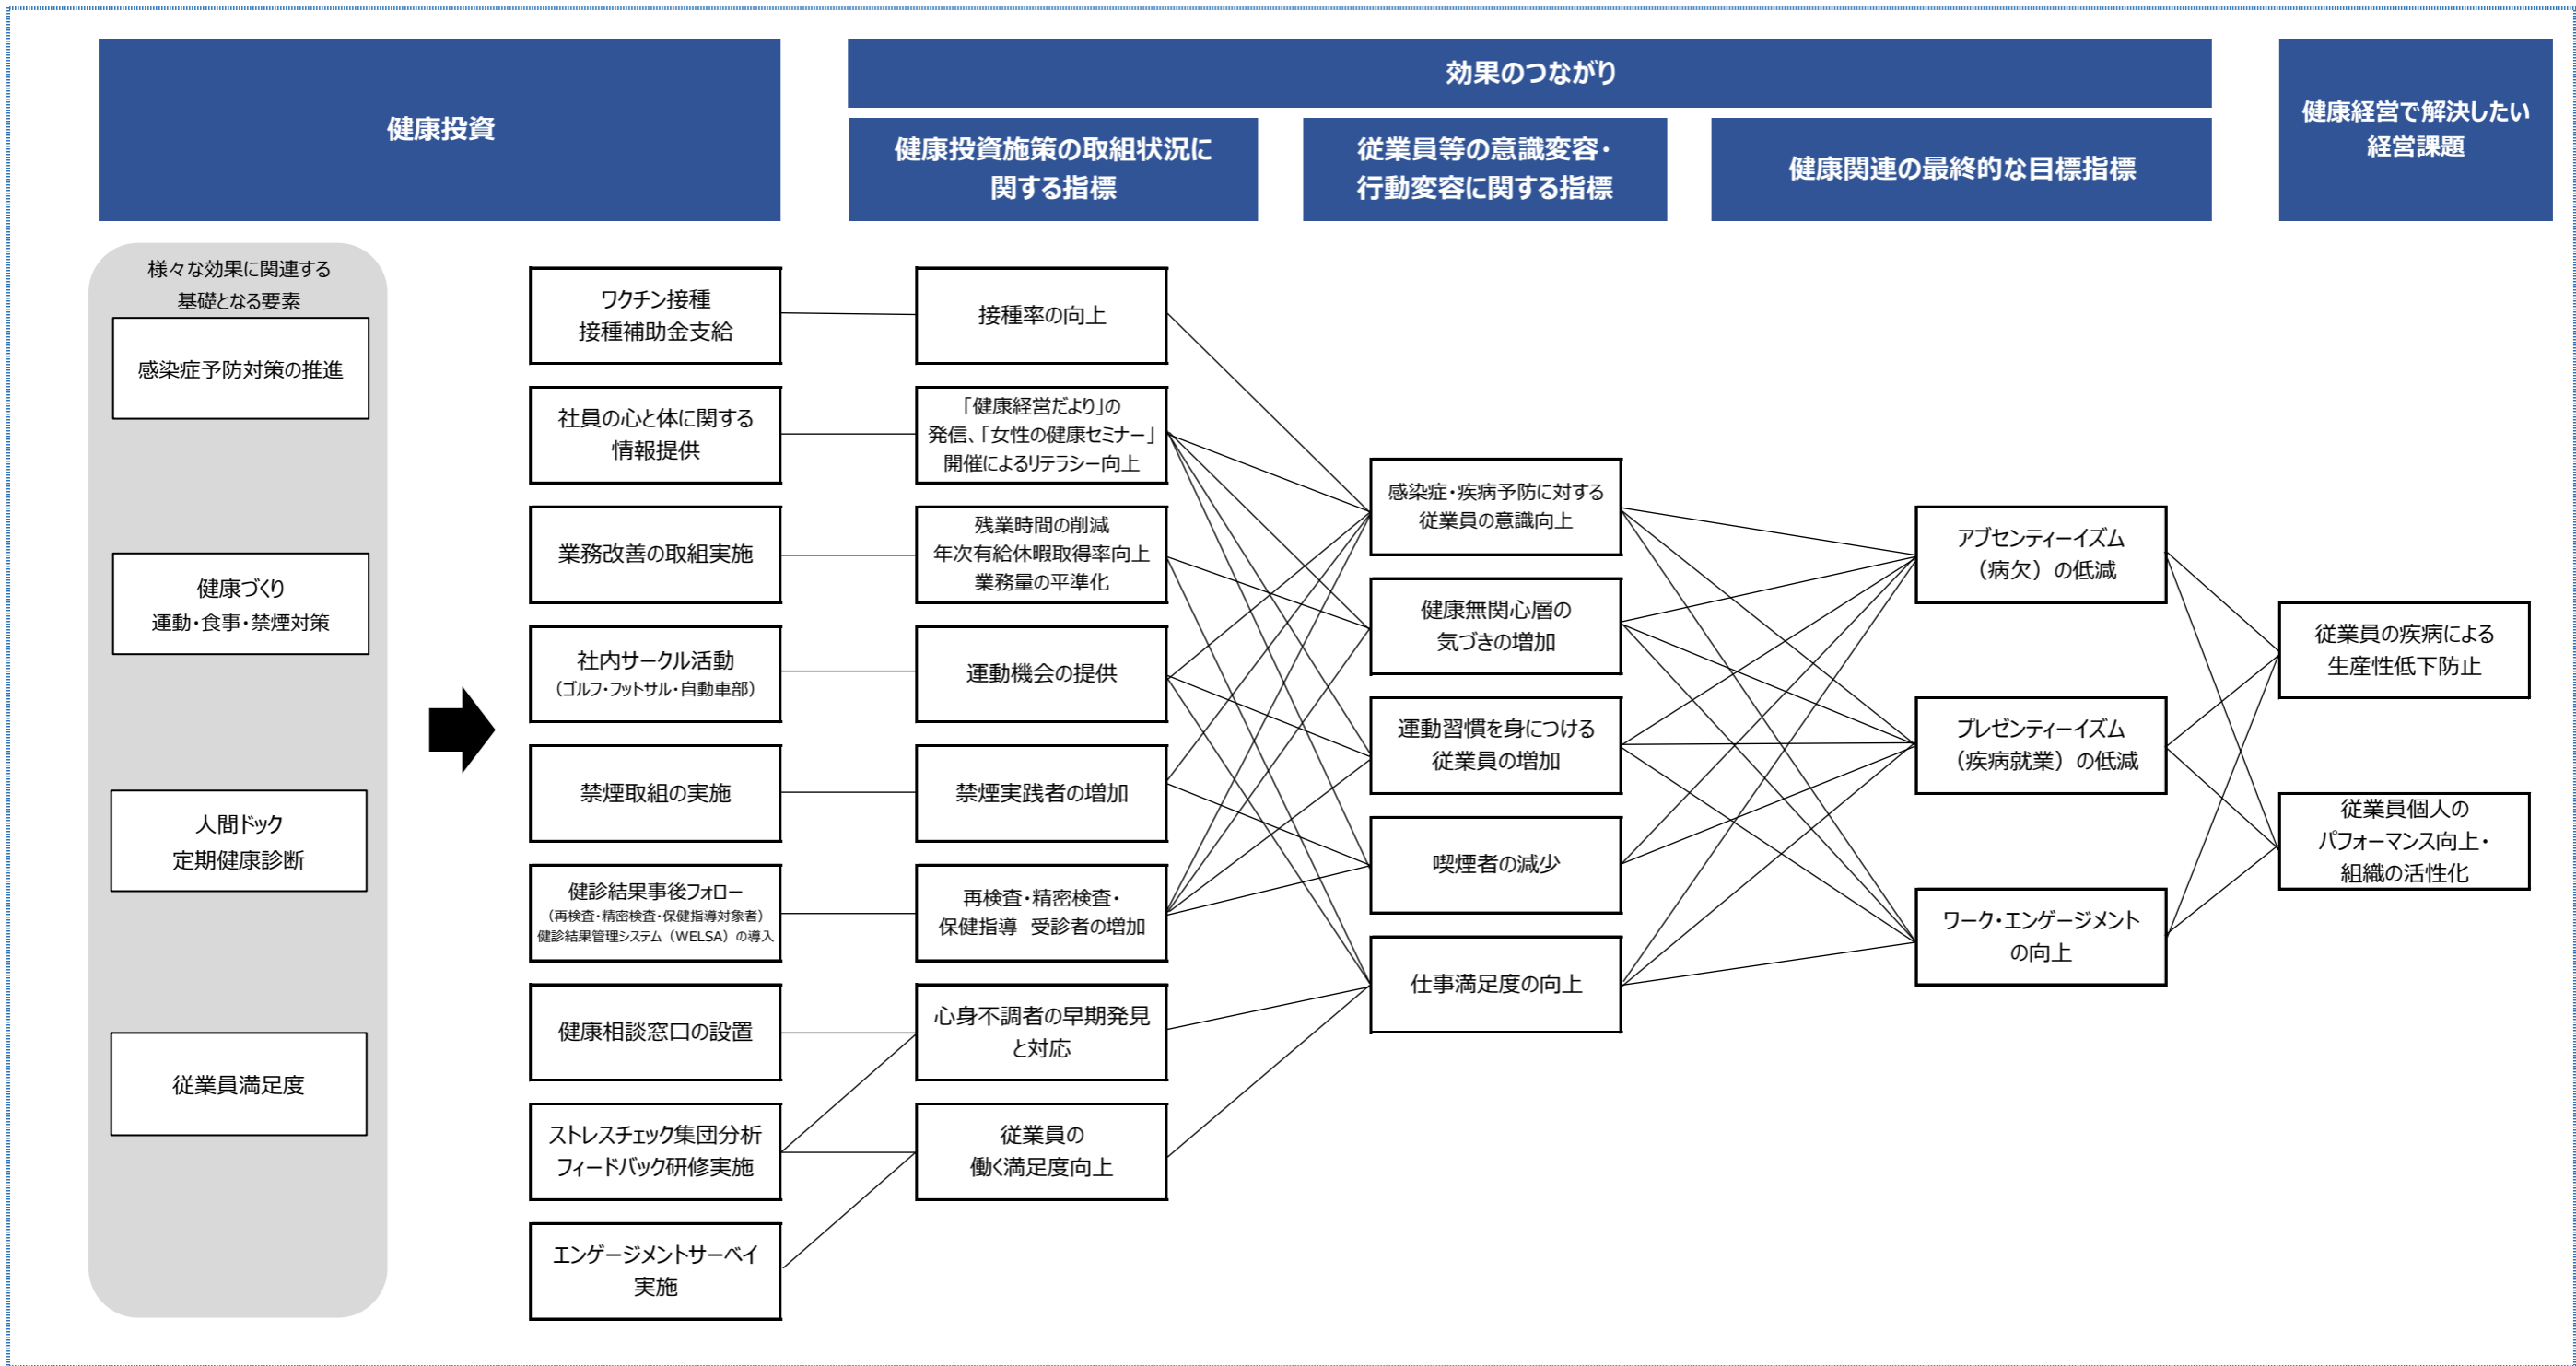 健康投資
効果のつながり
健康経営で解決したい
経営課題
健康投資施策の取組状況に
関する指標
従業員等の意識変容・
行動変容に関する指標
健康関連の最終的な目標指標
様々な効果に関連する
基礎となる要素
感染症予防対策の推進
健康づくり
運動・食事・禁煙対策
人間ドック
定期健康診断
従業員満足度
ワクチン接種
接種補助金支給
社員の心と体に関する
情報提供
業務改善の取組実施
社内サークル活動
（ゴルフ・フットサル・自動車部）
禁煙取組の実施
健診結果事後フォロー
（再検査・精密検査・保健指導対象者）
健診結果管理システム（WELSA）の導入
健康相談窓口の設置
ストレスチェック集団分析
フィードバック研修実施
エンゲージメントサーベイ
実施
接種率の向上
「健康経営だより」の
発信、「女性の健康セミナー」
開催によるリテラシー向上
残業時間の削減
年次有給休暇取得率向上
業務量の平準化
運動機会の提供
禁煙実践者の増加
再検査・精密検査・
保健指導　受診者の増加
心身不調者の早期発見
と対応
従業員の
働く満足度向上
感染症・疾病予防に対する
従業員の意識向上
健康無関心層の
気づきの増加
運動習慣を身につける
従業員の増加
喫煙者の減少
仕事満足度の向上
アブセンティーイズム
（病欠）の低減
プレゼンティーイズム
（疾病就業）の低減
ワーク・エンゲージメント
の向上
従業員の疾病による
生産性低下防止
従業員個人の
パフォーマンス向上・
組織の活性化